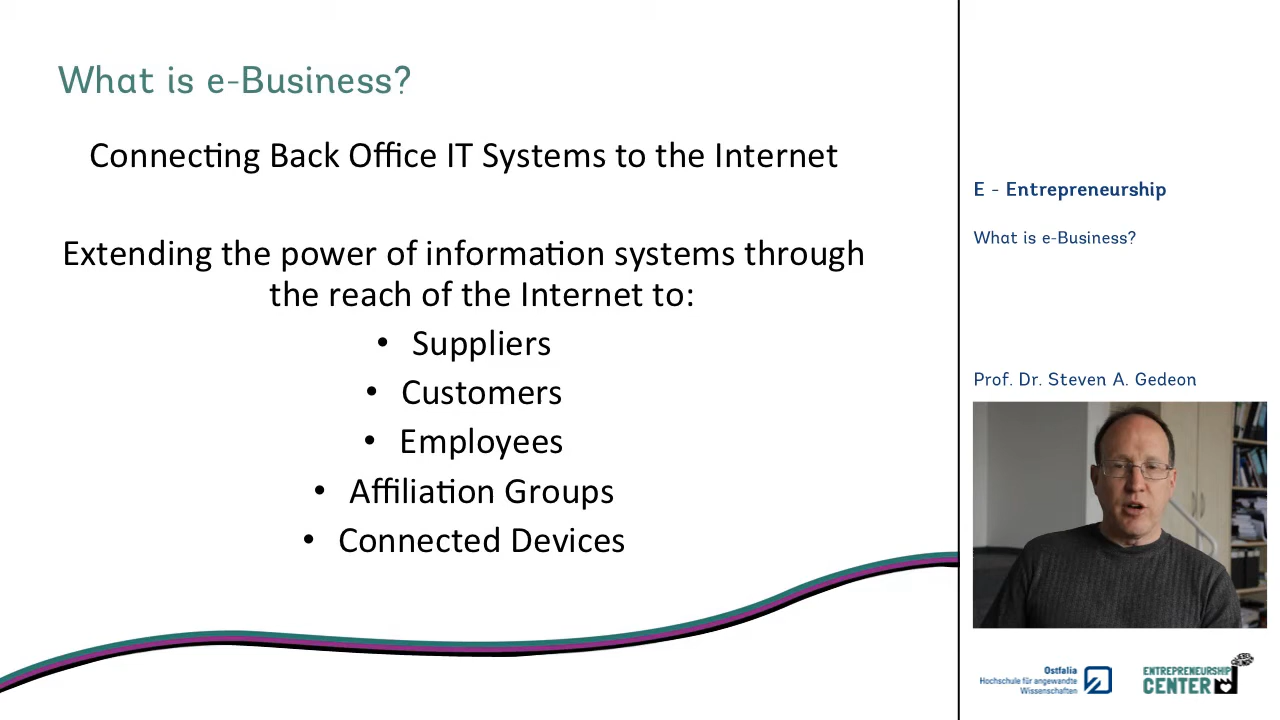 What is e-Business?
Connecting Back Office IT Systems to the Internet
Extending the power of information systems through
the reach of the Internet to:
• Suppliers
• Customers
• Employees
• Affiliation Groups
• Connected Devices
E - Entrepreneurship
What is e-Business?
Prof. Dr. Steven A. Gedeon
Ostfalia
Hochschule für angewandte
Wissenschaften
ENTREPRENEURSHIP
CENTER